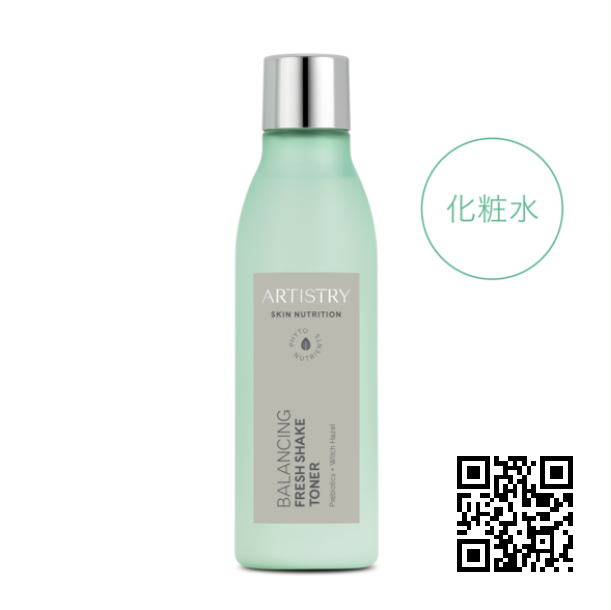 ARTISTRY
SKIN NUTRITION
PHYTO
NUTRIENTS
BALANCING
FRESH SHAKE
TONER
Prebiotics • Witch Hazel
化粧水